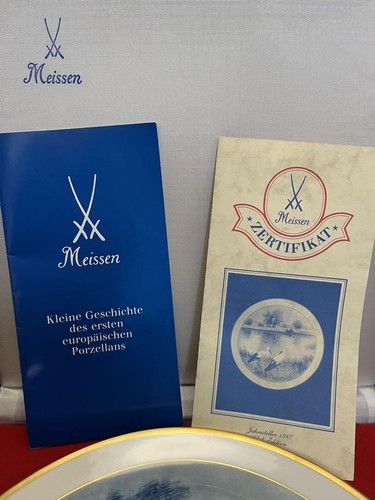 Meissen
Meissen
Kleine Geschichte
des ersten
europäischen
Porzellans
Meissen
ZERTIFIKAT
Jahresteller 1987